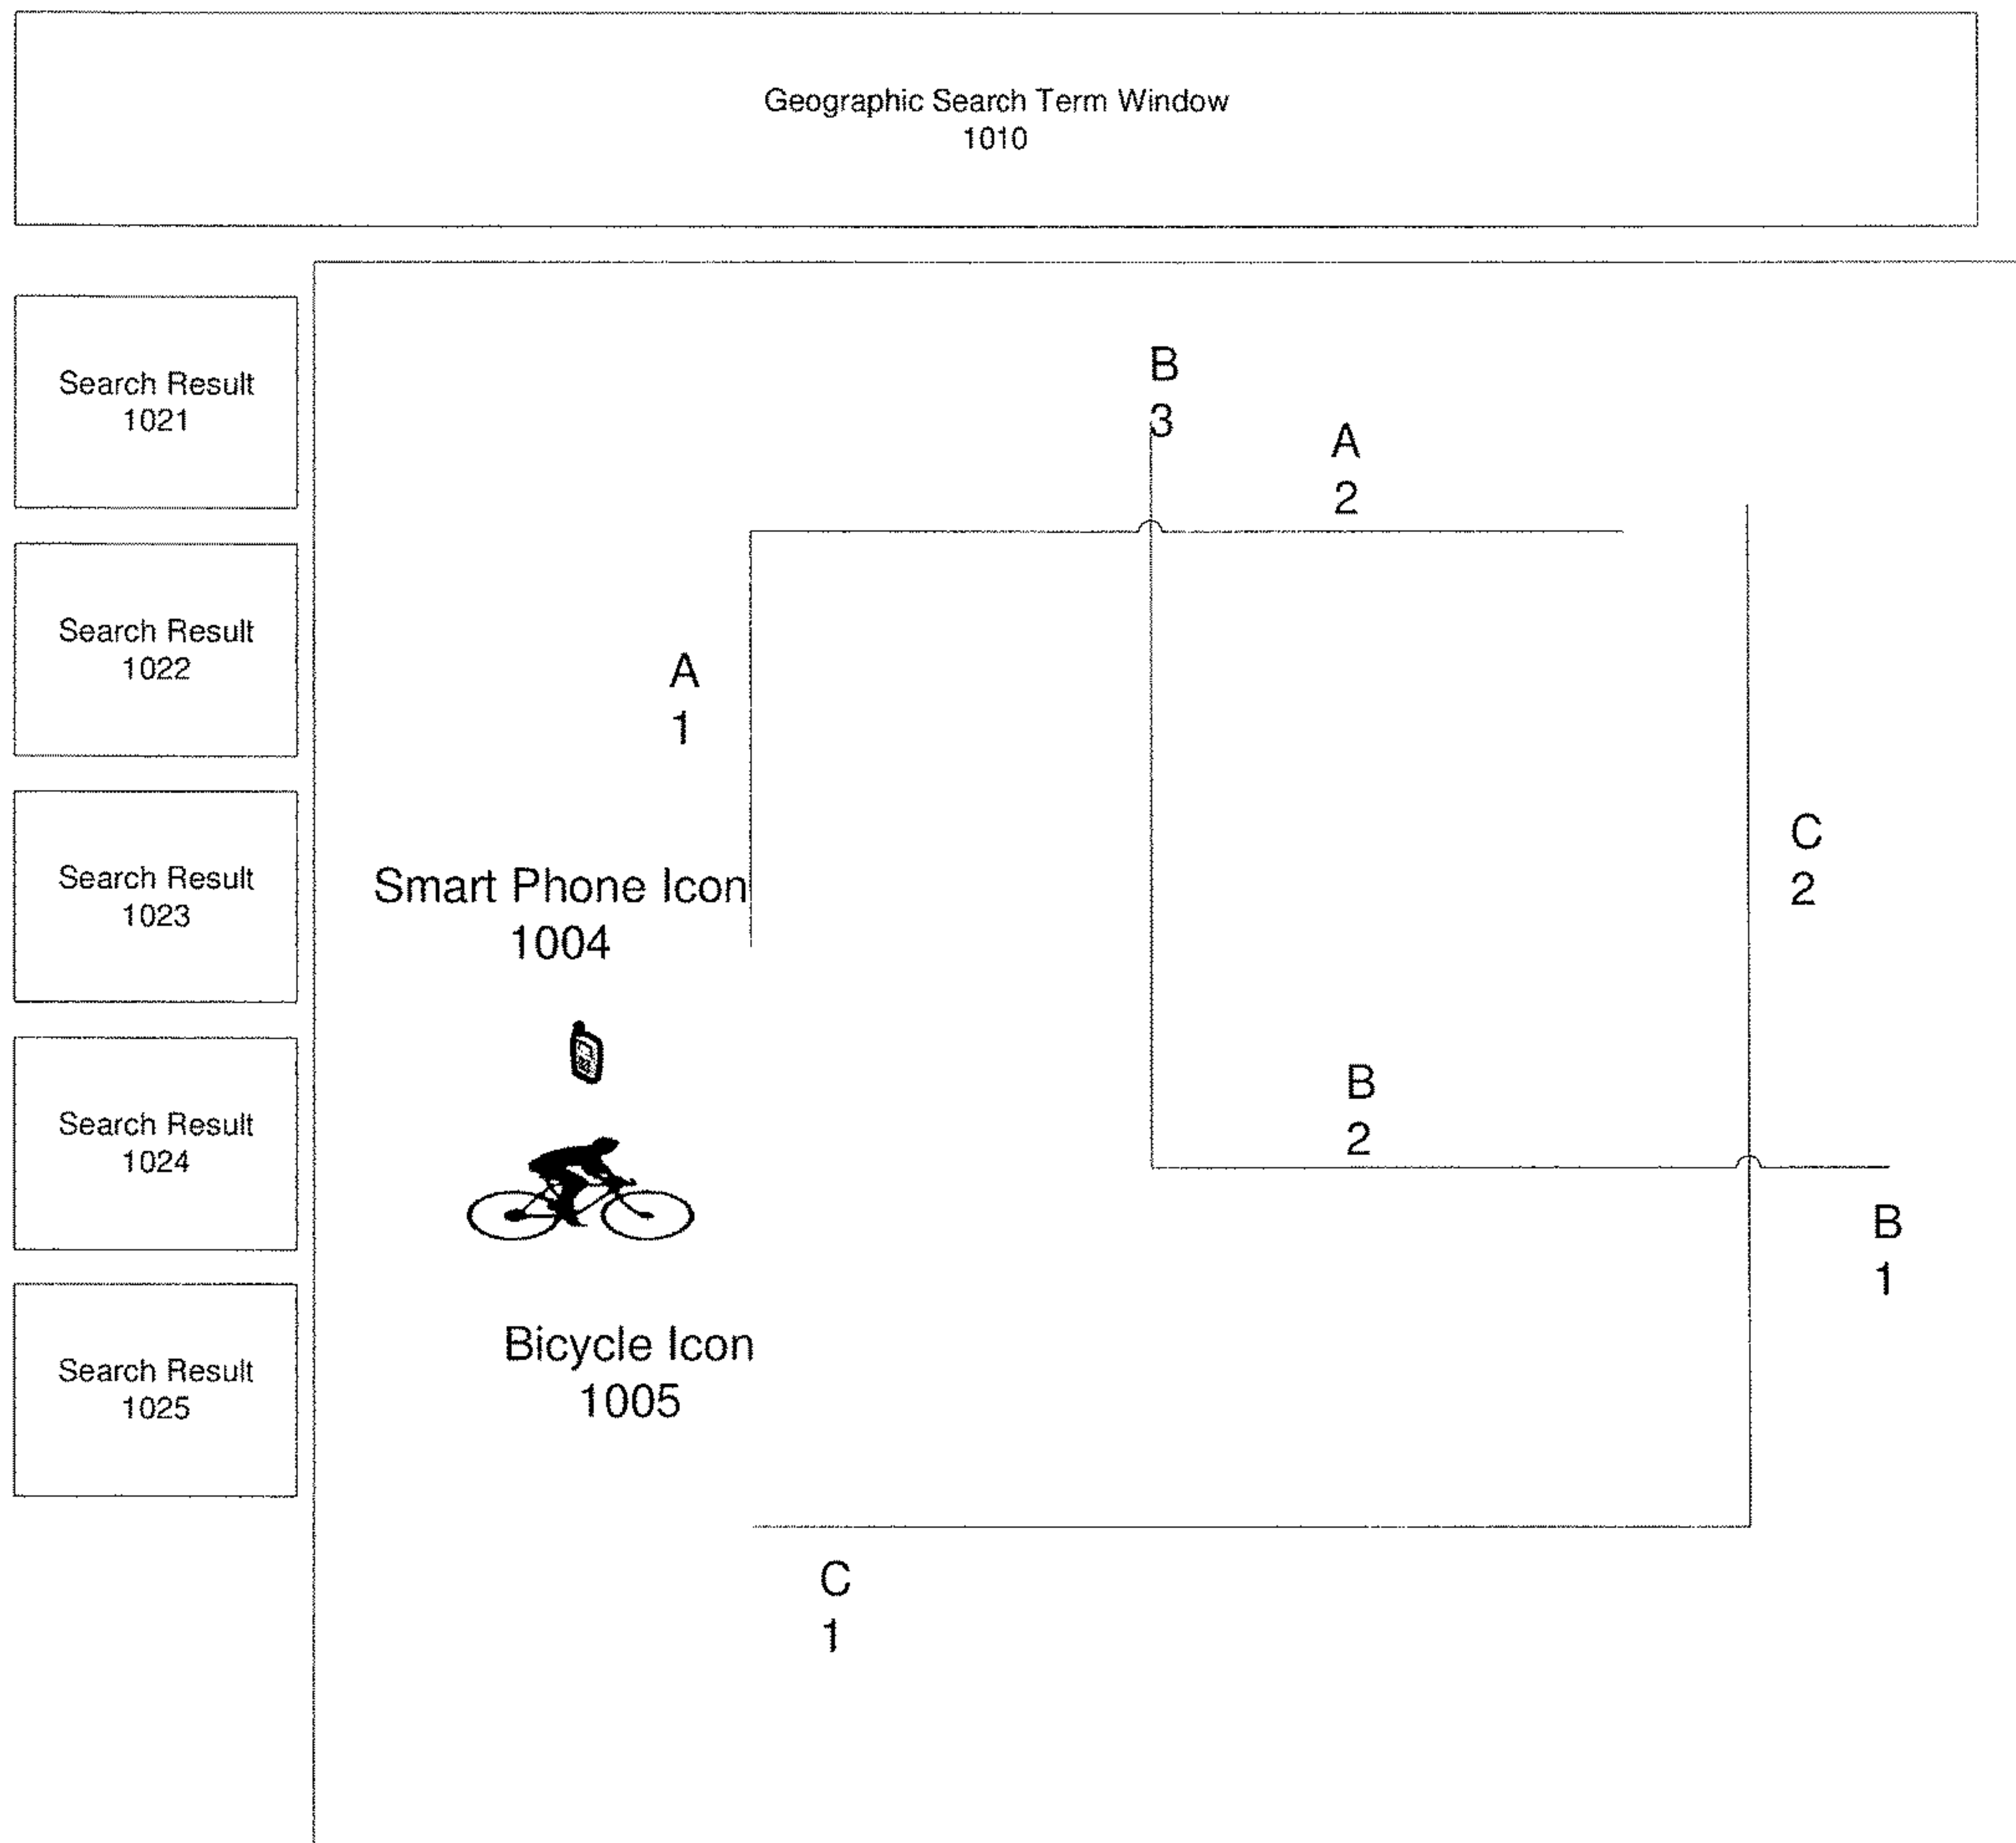 Geographic Search Term Window
1010
Search Result
1021
Search Result
1022
Search Result
1023
Search Result
1024
Search Result
1025
B
3
A
2
A
1
C
2
Smart Phone Icon
1004
B
2
B
1
Bicycle Icon
1005
C
1